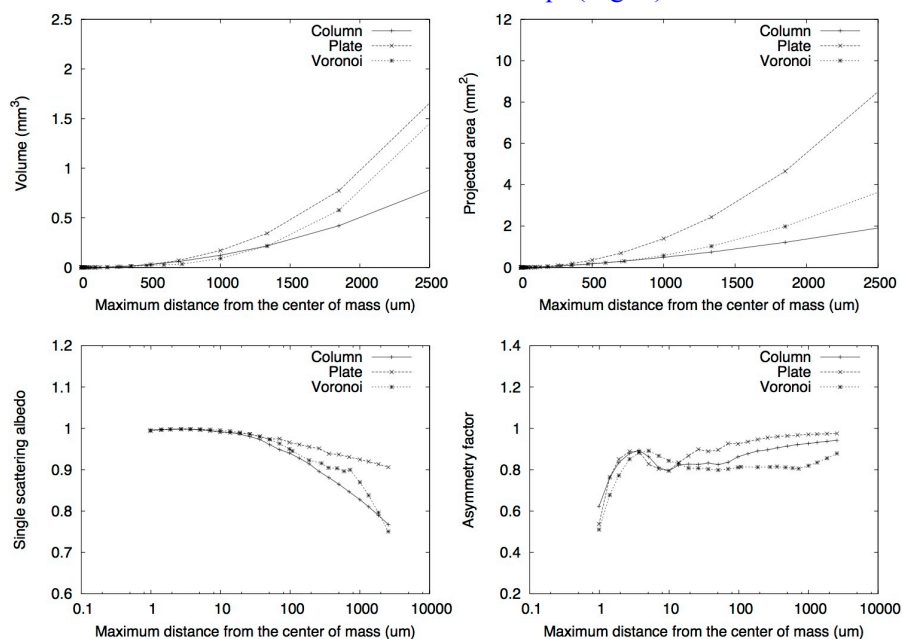 Column
Plate
Voronoi
Volume (mm3)
2.5
2
1.5
1
0.5
0
0 500 1000 1500 2000 2500
Maximum distance from the center of mass (um)
Column
Plate
Voronoi
Projected area (mm2)
12
10
8
6
4
2
0
0 500 1000 1500 2000 2500
Maximum distance from the center of mass (um)
Column
Plate
Voronoi
Single scattering albedo
1.2
1.1
1
0.9
0.8
0.7
0.6
0.1 1 10 100 1000 10000
Maximum distance from the center of mass (um)
Column
Plate
Voronoi
Asymmetry factor
1.4
1.2
1
0.8
0.6
0.4
0.2
0.1 1 10 100 1000 10000
Maximum distance from the center of mass (um)